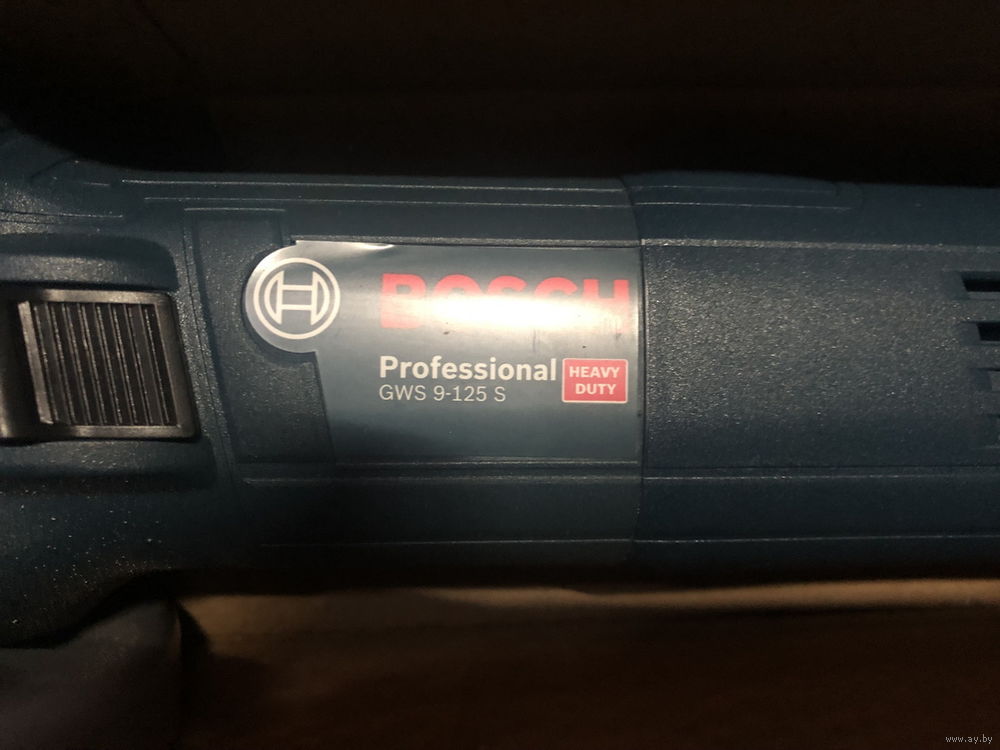 BOSCH
Professional
GWS 9-125 S
HEAVY
DUTY
www.ay.by